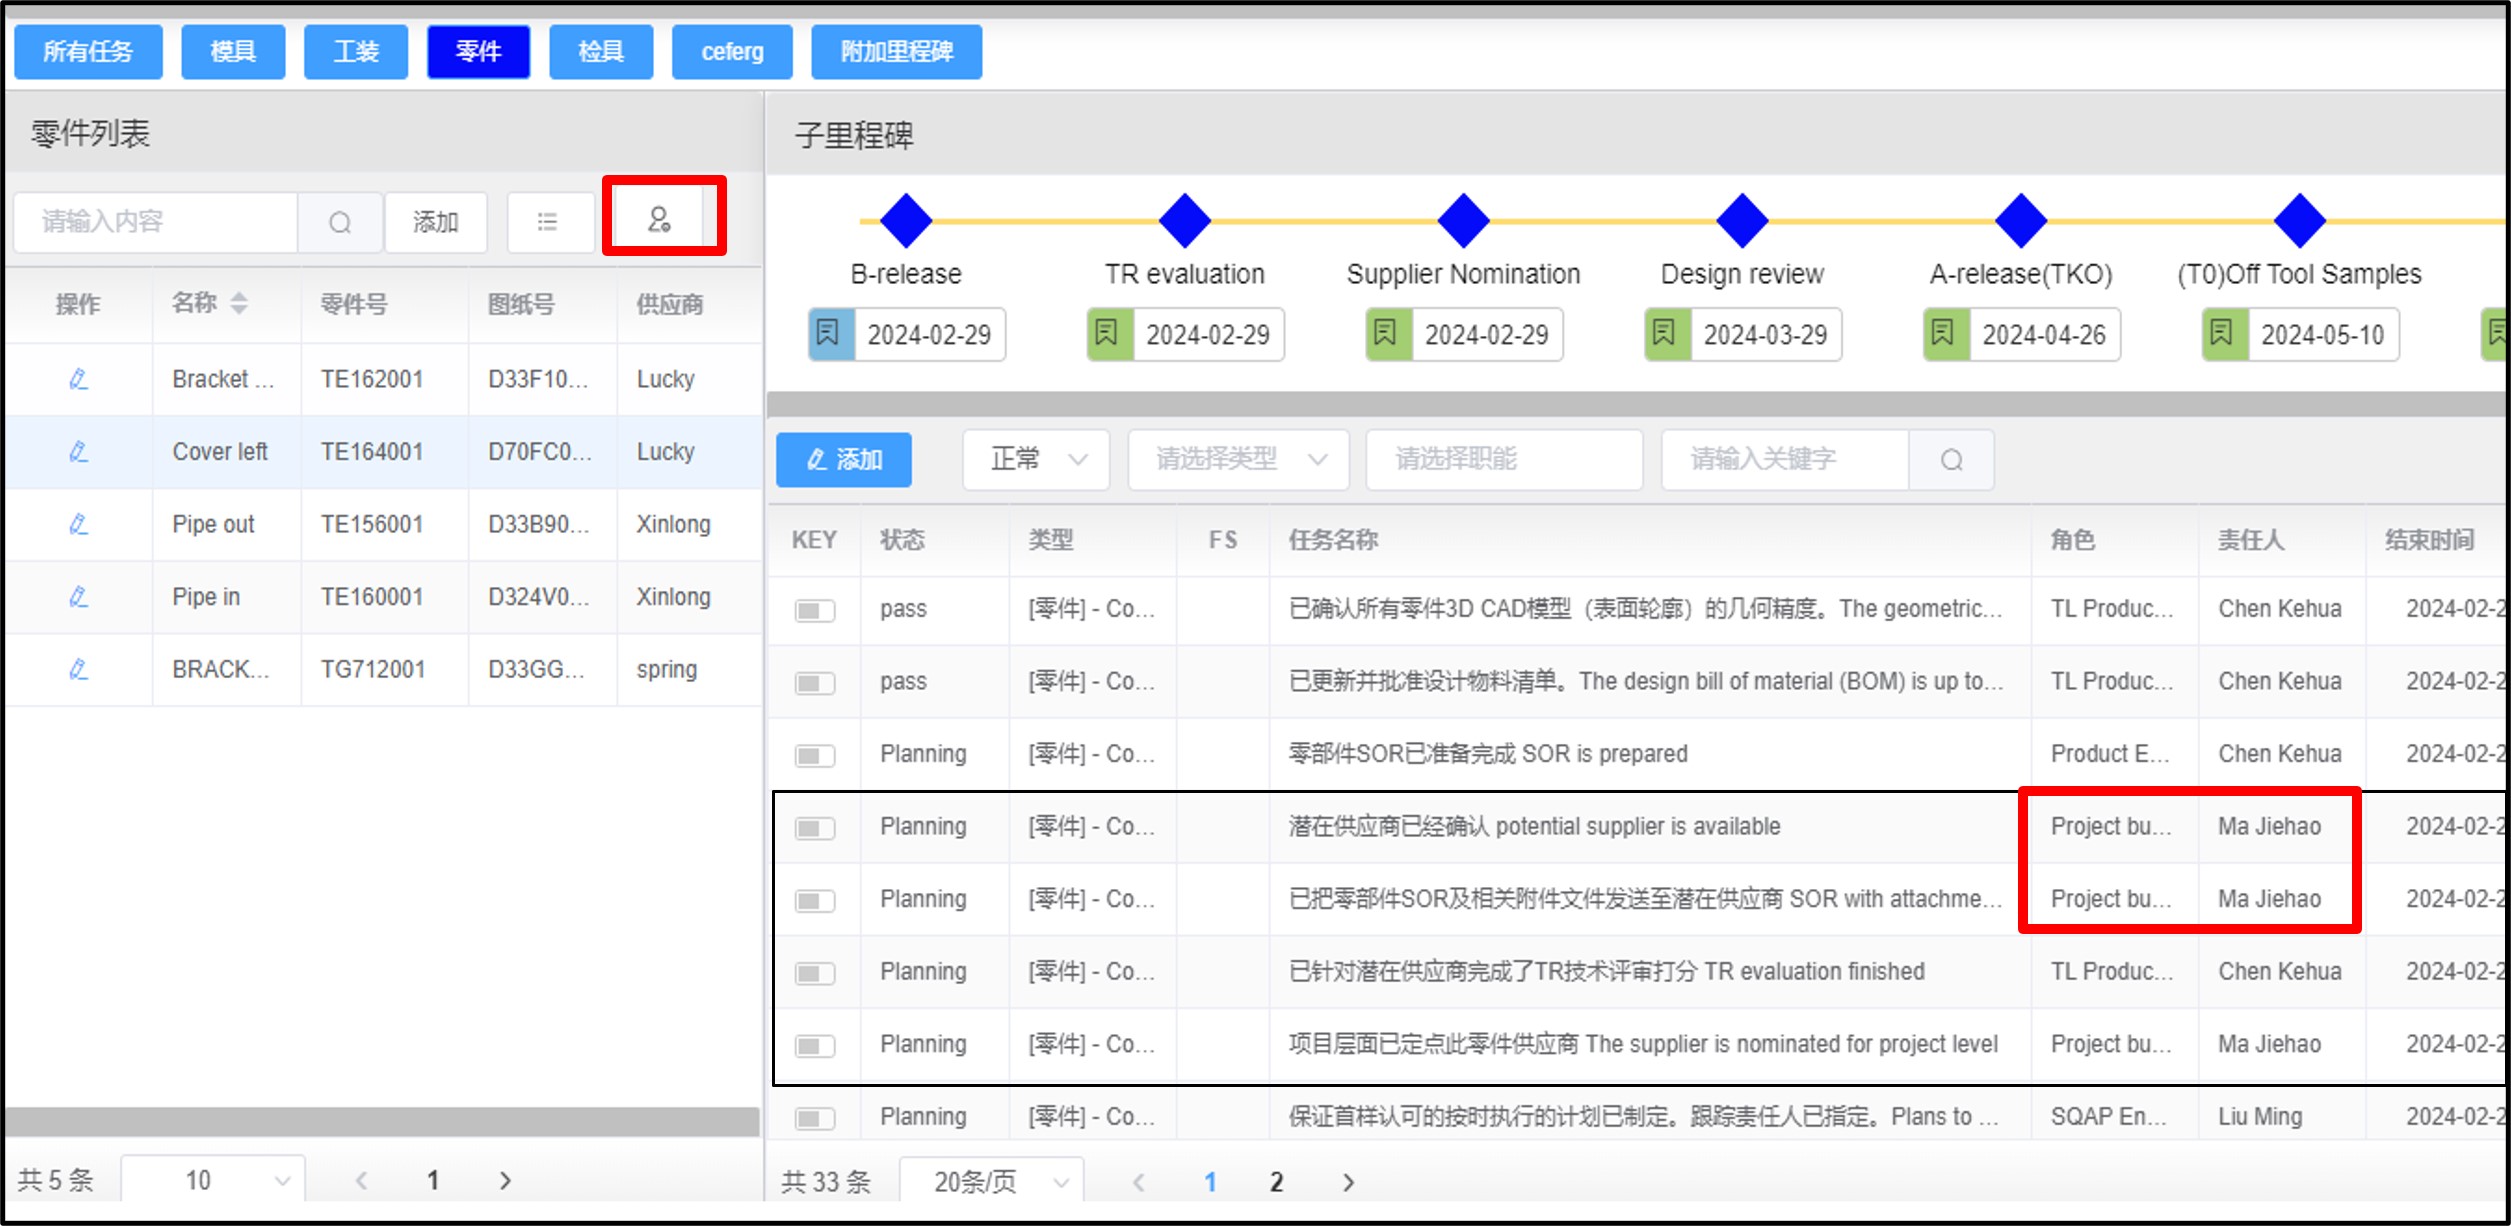 所有任务 模具 工装 零件 检具 ceferg 附加里程碑
零件列表
请输入内容 添加
操作 名称 零件号 图纸号 供应商
Bracket ... TE162001 D33F10... Lucky
Cover left TE164001 D70FC0... Lucky
Pipe out TE156001 D33B90... Xinlong
Pipe in TE160001 D324V0... Xinlong
BRACK... TG712001 D33GG... spring
共 5 条 10 1
子里程碑
B-release TR evaluation Supplier Nomination Design review A-release(TKO) (T0)Off Tool Samples
2024-02-29 2024-02-29 2024-02-29 2024-03-29 2024-04-26 2024-05-10
添加 正常 请选择类型 请选择职能 请输入关键字
KEY 状态 类型 FS 任务名称 角色 责任人 结束时间
pass [零件] - Co... 已确认所有零件3D CAD模型（表面轮廓）的几何精度。The geometric... TL Produc... Chen Kehua 2024-02-2
pass [零件] - Co... 已更新并批准设计物料清单。The design bill of material (BOM) is up to... TL Produc... Chen Kehua 2024-02-2
Planning [零件] - Co... 零部件SOR已准备完成 SOR is prepared Product E... Chen Kehua 2024-02-2
Planning [零件] - Co... 潜在供应商已经确认 potential supplier is available Project bu... Ma Jiehao 2024-02-2
Planning [零件] - Co... 已把零部件SOR及相关附件文件发送至潜在供应商 SOR with attachme... Project bu... Ma Jiehao 2024-02-2
Planning [零件] - Co... 已针对潜在供应商完成了TR技术评审打分 TR evaluation finished TL Produc... Chen Kehua 2024-02-2
Planning [零件] - Co... 项目层面已定点此零件供应商 The supplier is nominated for project level Project bu... Ma Jiehao 2024-02-2
Planning [零件] - Co... 保证首样认可的按时执行的计划已制定。跟踪责任人已指定。Plans to ... SQAP En... Liu Ming 2024-02-2
共 33 条 20条/页 1 2